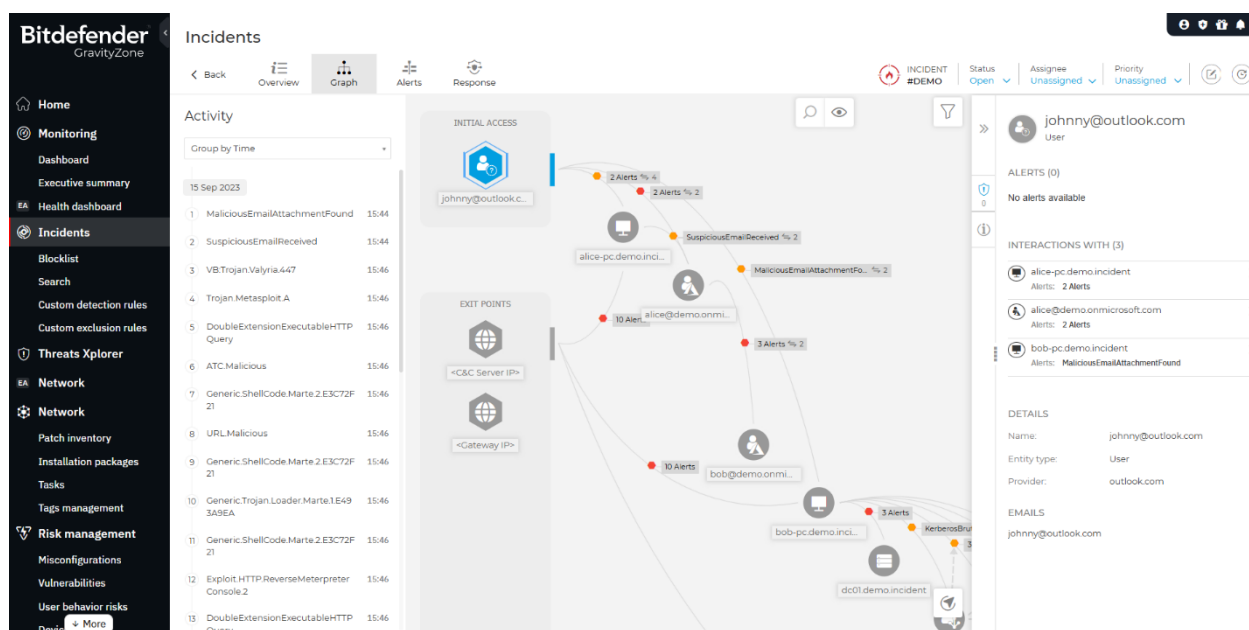 Bitdefender
GravityZone
Home
Monitoring
Dashboard
Executive summary
EA Health dashboard
Incidents
Blocklist
Search
Custom detection rules
Custom exclusion rules
Threats Xplorer
EA Network
Network
Patch inventory
Installation packages
Tasks
Tags management
Risk management
Misconfigurations
Vulnerabilities
User behavior risks
More
Incidents
Back
Overview
Graph
Alerts
Response
INCIDENT
#DEMO
Status
Open
Assignee
Unassigned
Priority
Unassigned
Activity
Group by Time
15 Sep 2023
1 MaliciousEmailAttachmentFound 15:44
2 SuspiciousEmailReceived 15:44
3 VB:Trojan.Valyria.447 15:46
4 Trojan.Metasploit.A 15:46
5 DoubleExtensionExecutableHTTP 15:46
Query
6 ATC.Malicious 15:46
7 Generic.ShellCode.Marte.2.E3C72F 15:46
21
8 URL.Malicious 15:46
9 Generic.ShellCode.Marte.2.E3C72F 15:46
21
10 Generic.Trojan.Loader.Marte.1.E49 15:46
3A9EA
11 Generic.ShellCode.Marte.2.E3C72F 15:46
21
12 Exploit.HTTP.ReverseMeterpreter 15:46
Console.2
13 DoubleExtensionExecutableHTTP 15:46
INITIAL ACCESS
johnny@outlook.c...
2 Alerts 4
2 Alerts 2
alice-pc.demo.inci...
SuspiciousEmailReceived 2
MaliciousEmailAttachmentFo... 2
EXIT POINTS
10 Aler
alice@demo.onmi...
3 Alerts 2
<C&C Server IP>
<Gateway IP>
10 Alerts
bob@demo.onmi...
bob-pc.demo.inci...
3 Alerts
KerberosBru
3
dc01.demo.incident
johnny@outlook.com
User
0
ALERTS (0)
No alerts available
INTERACTIONS WITH (3)
alice-pc.demo.incident
Alerts: 2 Alerts
alice@demo.onmicrosoft.com
Alerts: 2 Alerts
bob-pc.demo.incident
Alerts: MaliciousEmailAttachmentFound
DETAILS
Name: johnny@outlook.com
Entity type: User
Provider: outlook.com
EMAILS
johnny@outlook.com